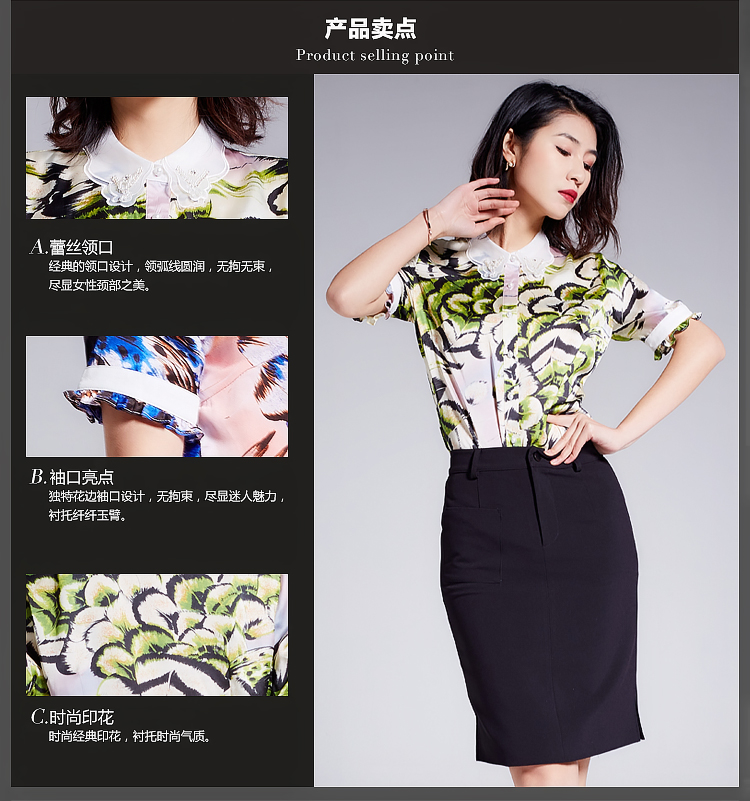 产品卖点
Product selling point
A.蕾丝领口
经典的领口设计，领弧线圆润，无拘无束，
尽显女性颈部之美。
B.袖口亮点
独特花边袖口设计，无拘束，尽显迷人魅力，
衬托纤纤玉臂。
C.时尚印花
时尚经典印花，衬托时尚气质。